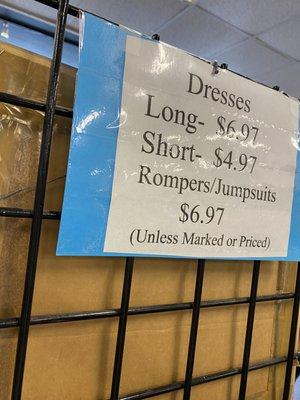 Dresses
Long- $6.97
Short- $4.97
Rompers/Jumpsuits
$6.97
(Unless Marked or Priced)